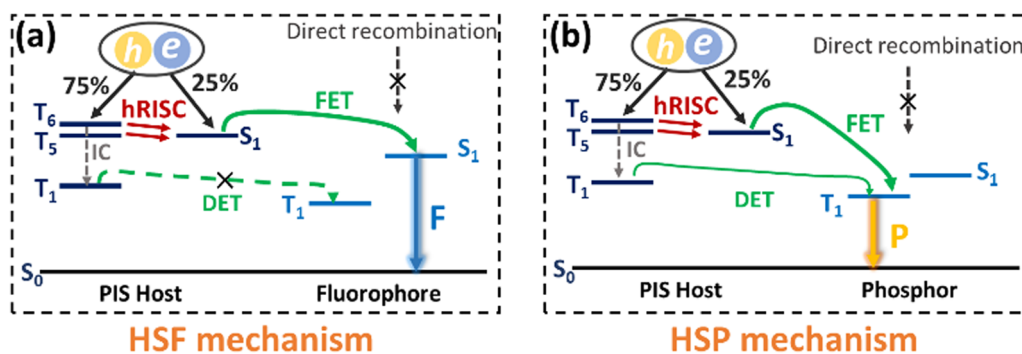 (a)
h e
Direct recombination
75% 25%
T6
hRISC
FET
T5
S1
S1
IC
T1
DET
T1
F
S0
PIS Host
Fluorophore
HSF mechanism
(b)
h e
Direct recombination
75% 25%
T6
hRISC
FET
T5
S1
IC
S1
T1
DET
T1
P
S0
PIS Host
Phosphor
HSP mechanism